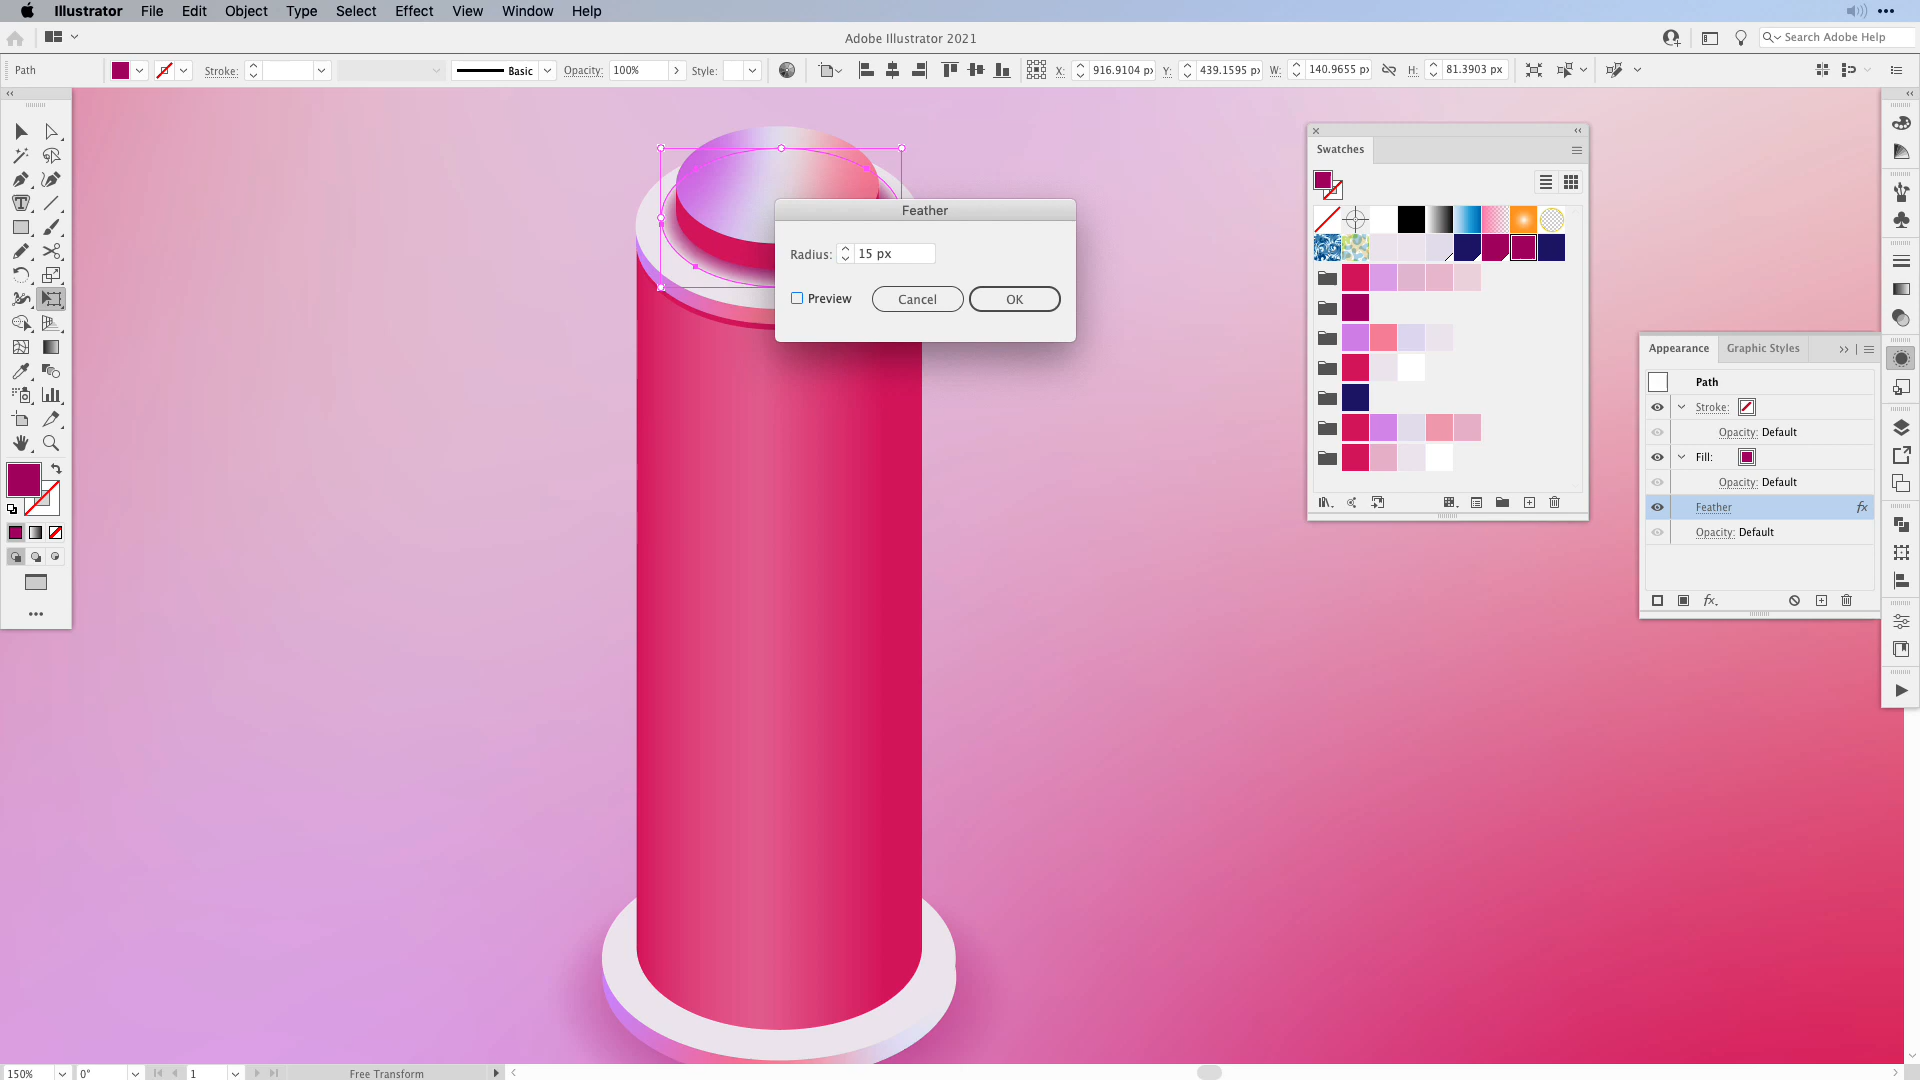 Illustrator File Edit Object Type Select Effect View Window Help
Adobe Illustrator 2021
Search Adobe Help
Path Stroke: Basic Opacity: 100% Style: X: 916.9104 px Y: 439.1595 px W: 140.9655 px H: 81.3903 px
Swatches
Feather
Radius: 15 px
Preview Cancel OK
Appearance Graphic Styles
Path
Stroke:
Opacity: Default
Fill:
Opacity: Default
Feather fx
Opacity: Default
fx
150% 0° 1 Free Transform